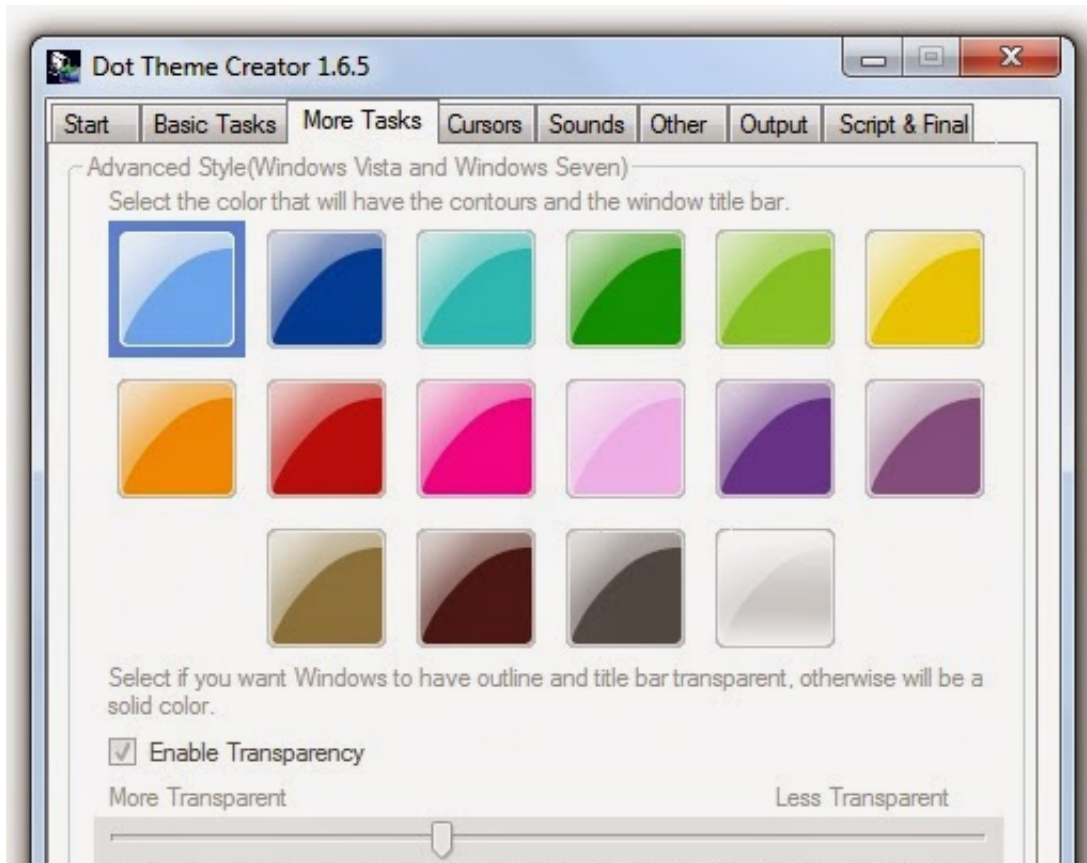 Dot Theme Creator 1.6.5
Start Basic Tasks More Tasks Cursors Sounds Other Output Script & Final
Advanced Style(Windows Vista and Windows Seven)
Select the color that will have the contours and the window title bar.
Select if you want Windows to have outline and title bar transparent, otherwise will be a
solid color.
Enable Transparency
More Transparent Less Transparent